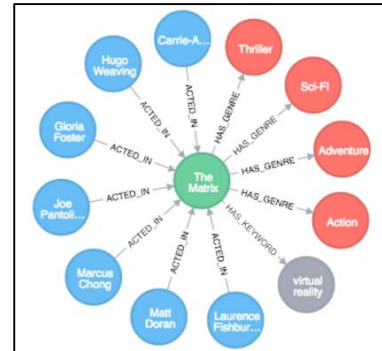 Carrie-A...
ACTED_IN
Thriller
HAS_GENRE
Sci-Fi
HAS_GENRE
Adventure
HAS_GENRE
Action
HAS_GENRE
virtual
reality
HAS_KEYWORD
Laurence
Fishbur...
ACTED_IN
Matt
Doran
ACTED_IN
Marcus
Chong
ACTED_IN
Joe
Pantoli...
ACTED_IN
Gloria
Foster
ACTED_IN
Hugo
Weaving
ACTED_IN
The
Matrix